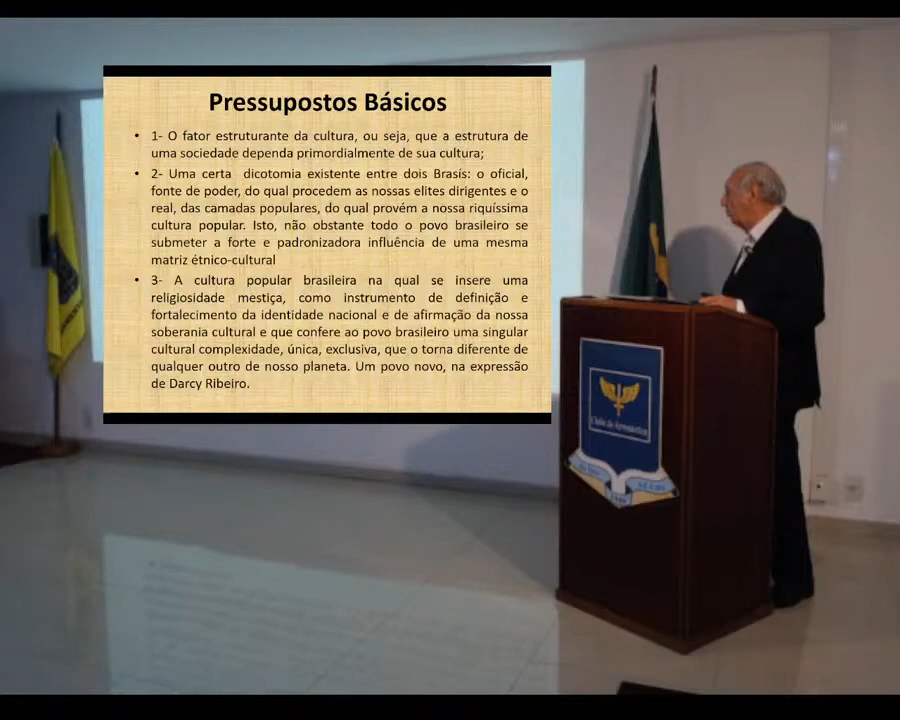 Pressupostos Básicos
• 1- O fator estruturante da cultura, ou seja, que a estrutura de
uma sociedade dependa primordialmente de sua cultura;
• 2- Uma certa dicotomia existente entre dois Brasis: o oficial,
fonte de poder, do qual procedem as nossas elites dirigentes e o
real, das camadas populares, do qual provém a nossa riquíssima
cultura popular. Isto, não obstante todo o povo brasileiro se
submeter a forte e padronizadora influência de uma mesma
matriz étnico-cultural
• 3- A cultura popular brasileira na qual se insere uma
religiosidade mestiça, como instrumento de definição e
fortalecimento da identidade nacional e de afirmação da nossa
soberania cultural e que confere ao povo brasileiro uma singular
cultural complexidade, única, exclusiva, que o torna diferente de
qualquer outro de nosso planeta. Um povo novo, na expressão
de Darcy Ribeiro.
Clube de Aeronáutica